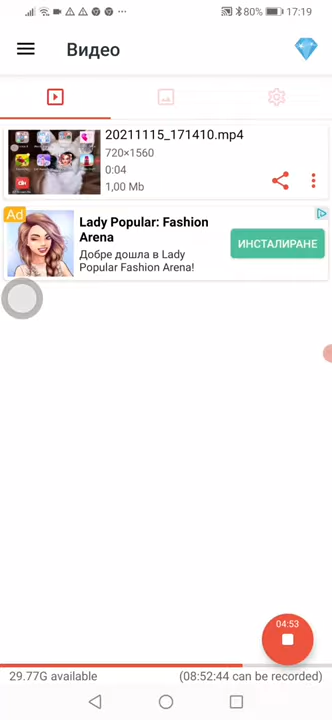 80% 17:19
Видео
20211115_171410.mp4
720×1560
0:04
1,00 Mb
Ad
Lady Popular: Fashion
Arena
Добре дошла в Lady
Popular Fashion Arena!
ИНСТАЛИРАНЕ
04:53
29.77G available
(08:52:44 can be recorded)